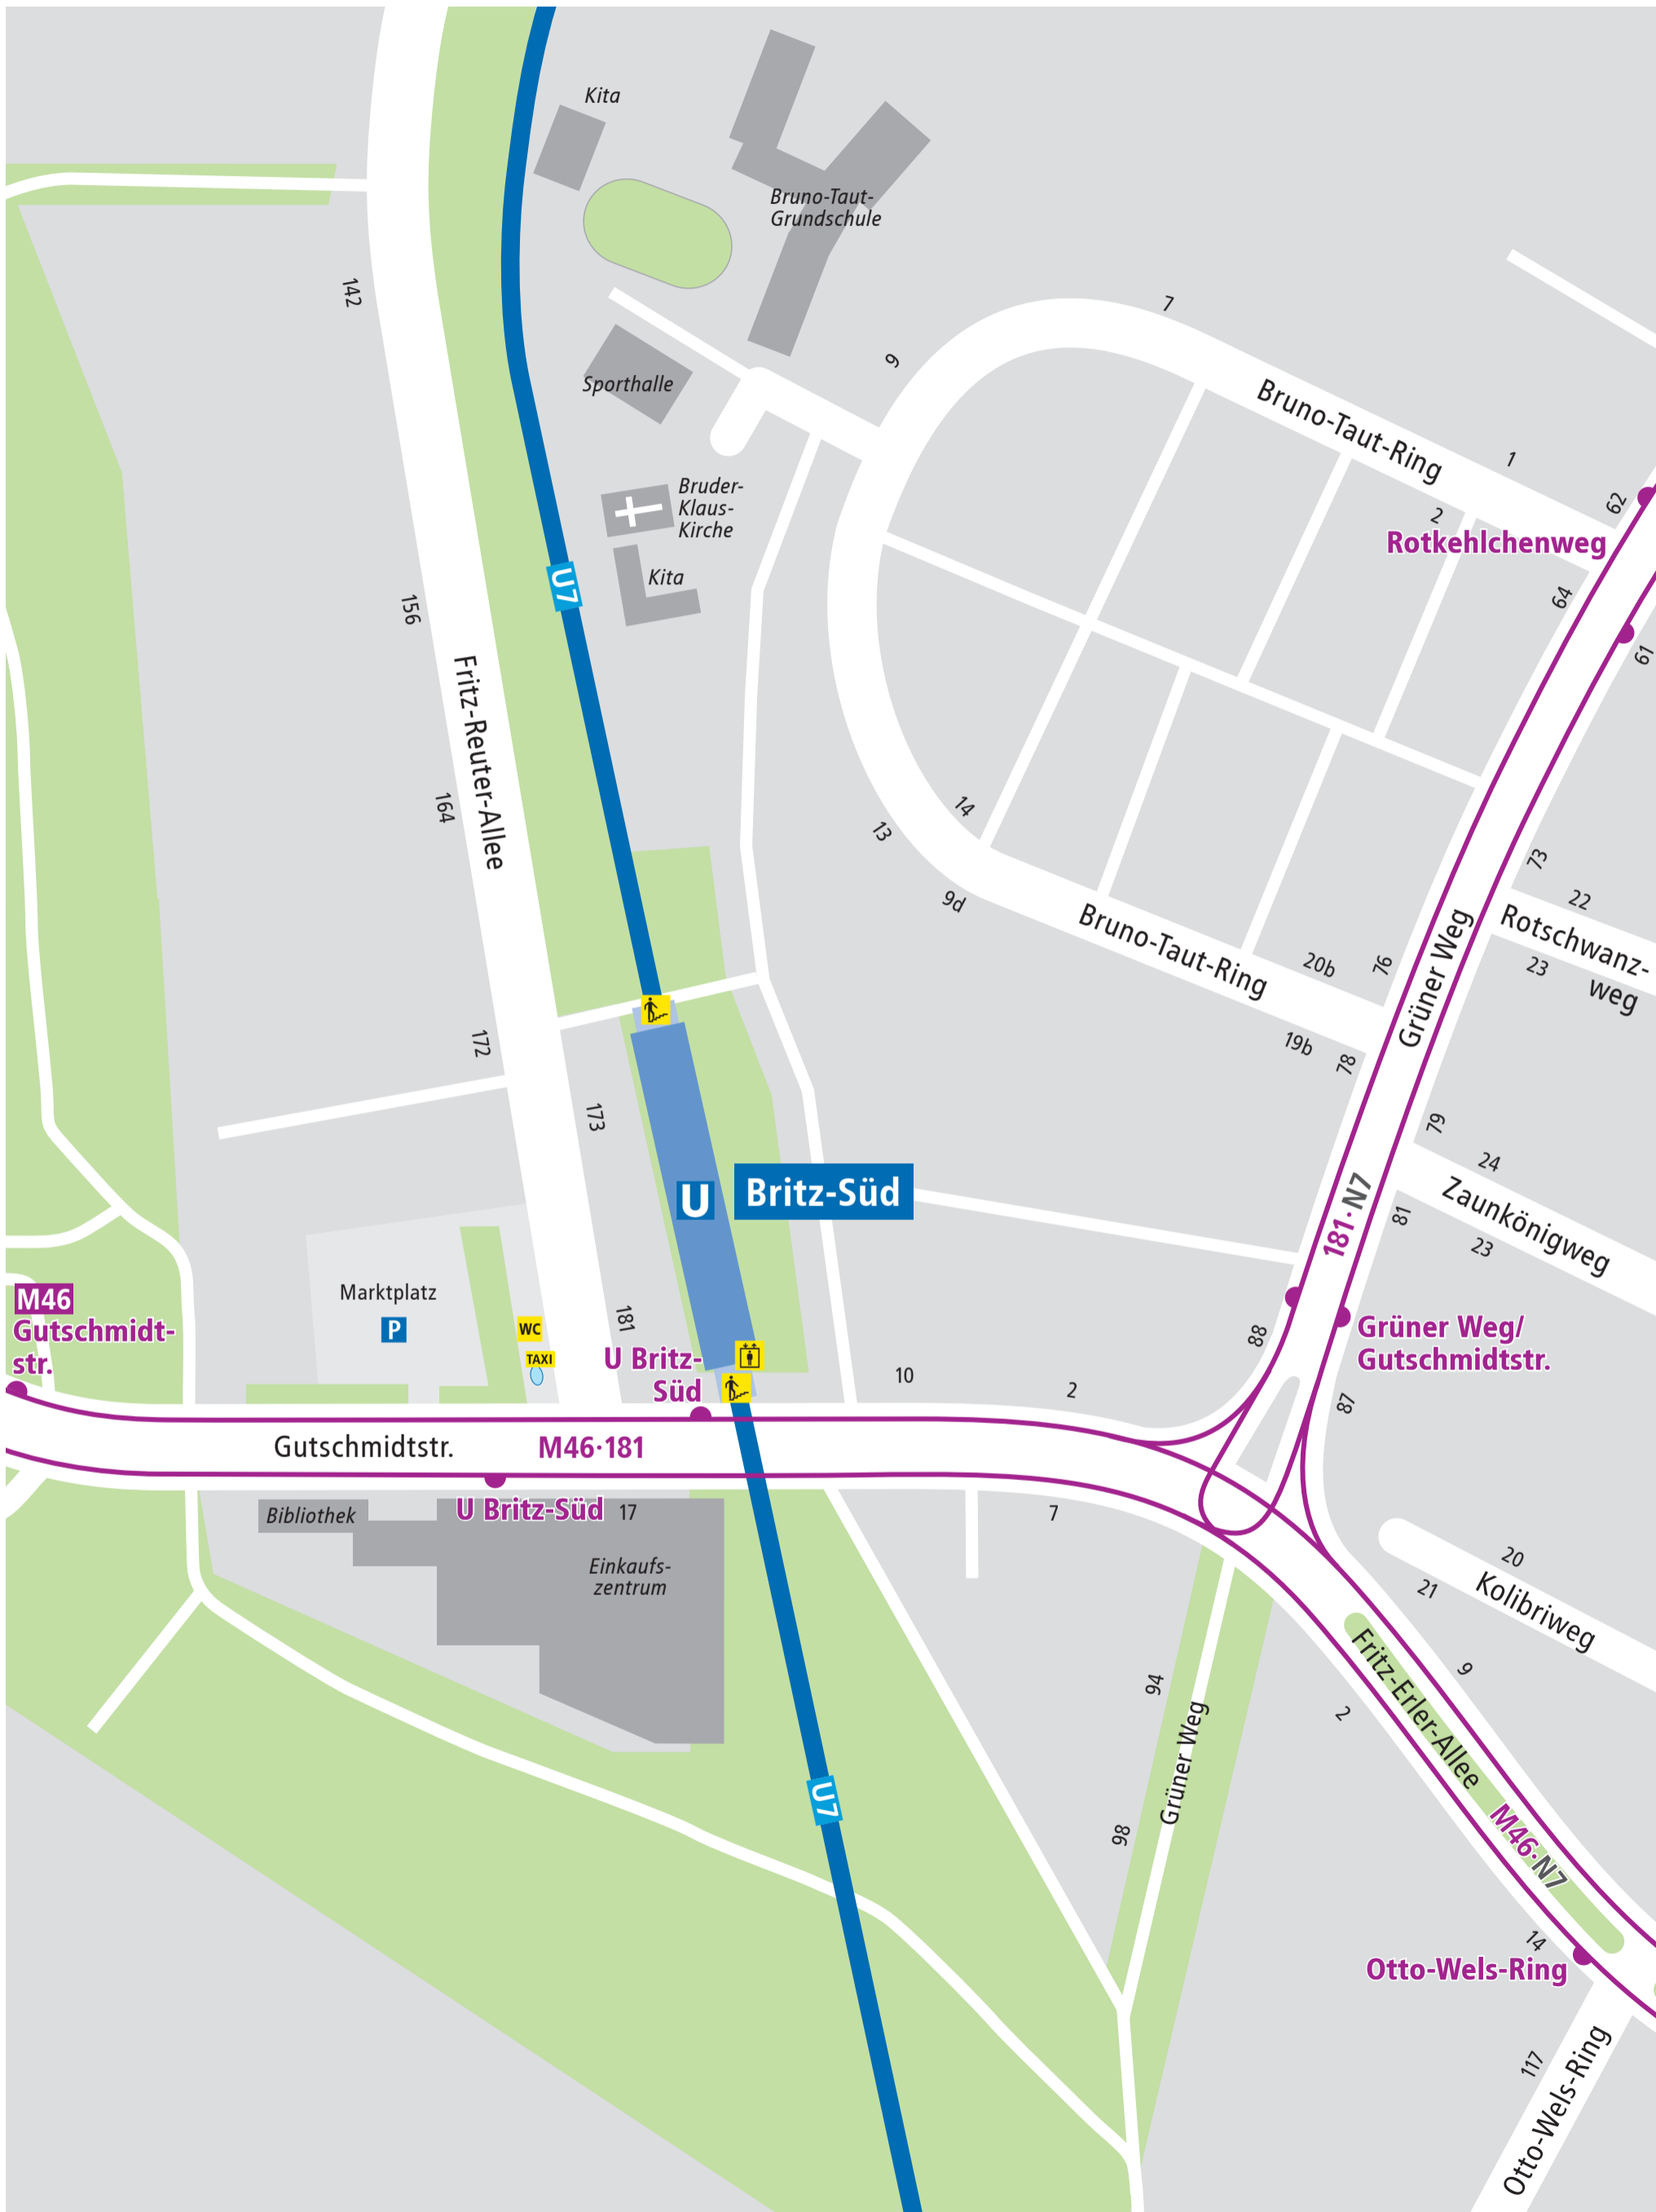 Kita
Bruno-Taut-
Grundschule
142
7
9
Sporthalle
Bruno-Taut-Ring
1
2
62
Rotkehlchenweg
Bruder-
Klaus-
Kirche
Kita
U7
156
64
61
Fritz-Reuter-Allee
164
14
13
9d
73
22
Rotschwanz-
weg
23
Bruno-Taut-Ring
20b
76
Grüner Weg
19b
78
172
173
79
24
Zaunkönigweg
81
23
U
Britz-Süd
181·N7
Marktplatz
P
WC
TAXI
181
M46
Gutschmidt-
str.
U Britz-
Süd
88
Grüner Weg/
Gutschmidtstr.
10
2
87
Gutschmidtstr.
M46·181
Bibliothek
U Britz-Süd
17
7
Einkaufs-
zentrum
20
21
Kolibriweg
94
Grüner Weg
98
9
2
Fritz-Erler-Allee
M46·N7
U7
14
Otto-Wels-Ring
117
Otto-Wels-Ring